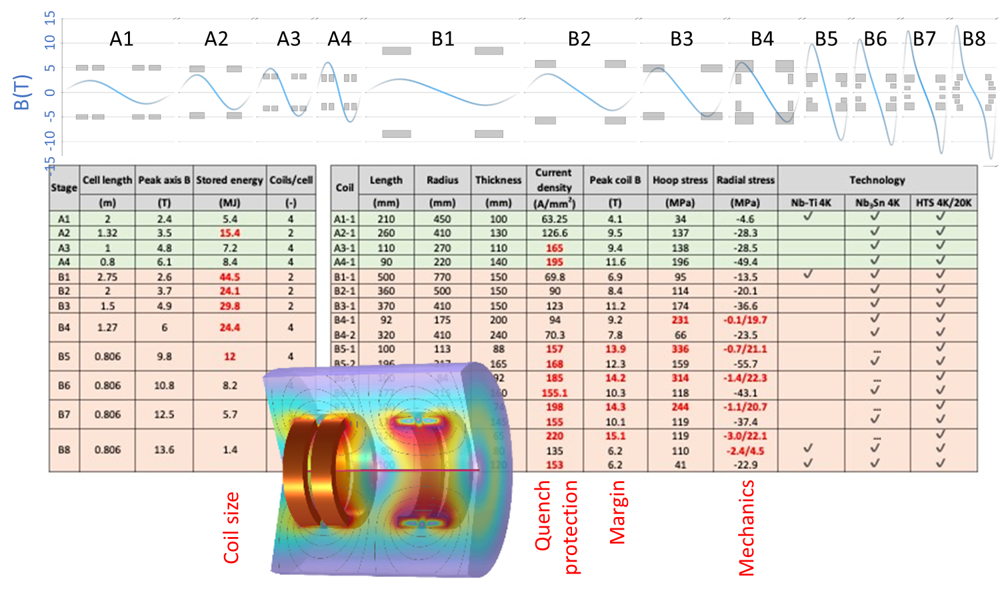 15 10 5 0 -5 -10 -15
B(T)
A1 A2 A3 A4 B1 B2 B3 B4 B5 B6 B7 B8
Stage Cell length Peak axis B Stored energy Coils/cell
(m) (T) (MJ) (-)
A1 2 2.4 5.4 4
A2 1.32 3.5 15.4 2
A3 1 4.8 7.2 4
A4 0.8 6.1 8.4 4
B1 2.75 2.6 44.5 2
B2 2 3.7 24.1 2
B3 1.5 4.9 29.8 2
B4 1.27 6 24.4 4
B5 0.806 9.8 12 4
B6 0.806 10.8 8.2 4
B7 0.806 12.5 5.7
B8 0.806 13.6 1.4
Coil Length Radius Thickness Current density Peak coil B Hoop stress Radial stress Technology
(mm) (mm) (mm) (A/mm²) (T) (MPa) (MPa) Nb-Ti 4K Nb₃Sn 4K HTS 4K/20K
A1-1 210 450 100 63.25 4.1 34 -4.6 ✓ ✓ ✓
A2-1 260 410 130 126.6 9.5 137 -28.3 ✓ ✓
A3-1 110 270 110 165 9.4 138 -28.5 ✓ ✓
A4-1 90 220 140 195 11.6 196 -49.4 ✓ ✓
B1-1 500 770 150 69.8 6.9 95 -13.5 ✓ ✓ ✓
B2-1 360 500 150 90 8.4 114 -20.1 ✓ ✓
B3-1 370 410 150 123 11.2 174 -36.6 ✓ ✓
B4-1 92 175 200 94 9.2 231 -0.1/19.7 ✓ ✓
B4-2 320 410 240 70.3 7.8 66 -23.5 ✓ ✓
B5-1 100 113 88 157 13.9 336 -0.7/21.1 ... ✓
B5-2 196 165 168 12.3 159 -55.7 ✓ ✓
92 185 14.2 314 -1.4/22.3 ... ✓
155.1 10.3 118 -43.1 ✓ ✓
198 14.3 244 -1.1/20.7 ... ✓
145 155 10.1 119 -37.4 ✓ ✓
65 220 15.1 119 -3.0/22.1 ... ✓
80 80 135 6.2 110 -2.4/4.5 ✓ ✓ ✓
100 120 153 6.2 41 -22.9 ✓ ✓ ✓
Coil size
Quench
protection
Margin
Mechanics